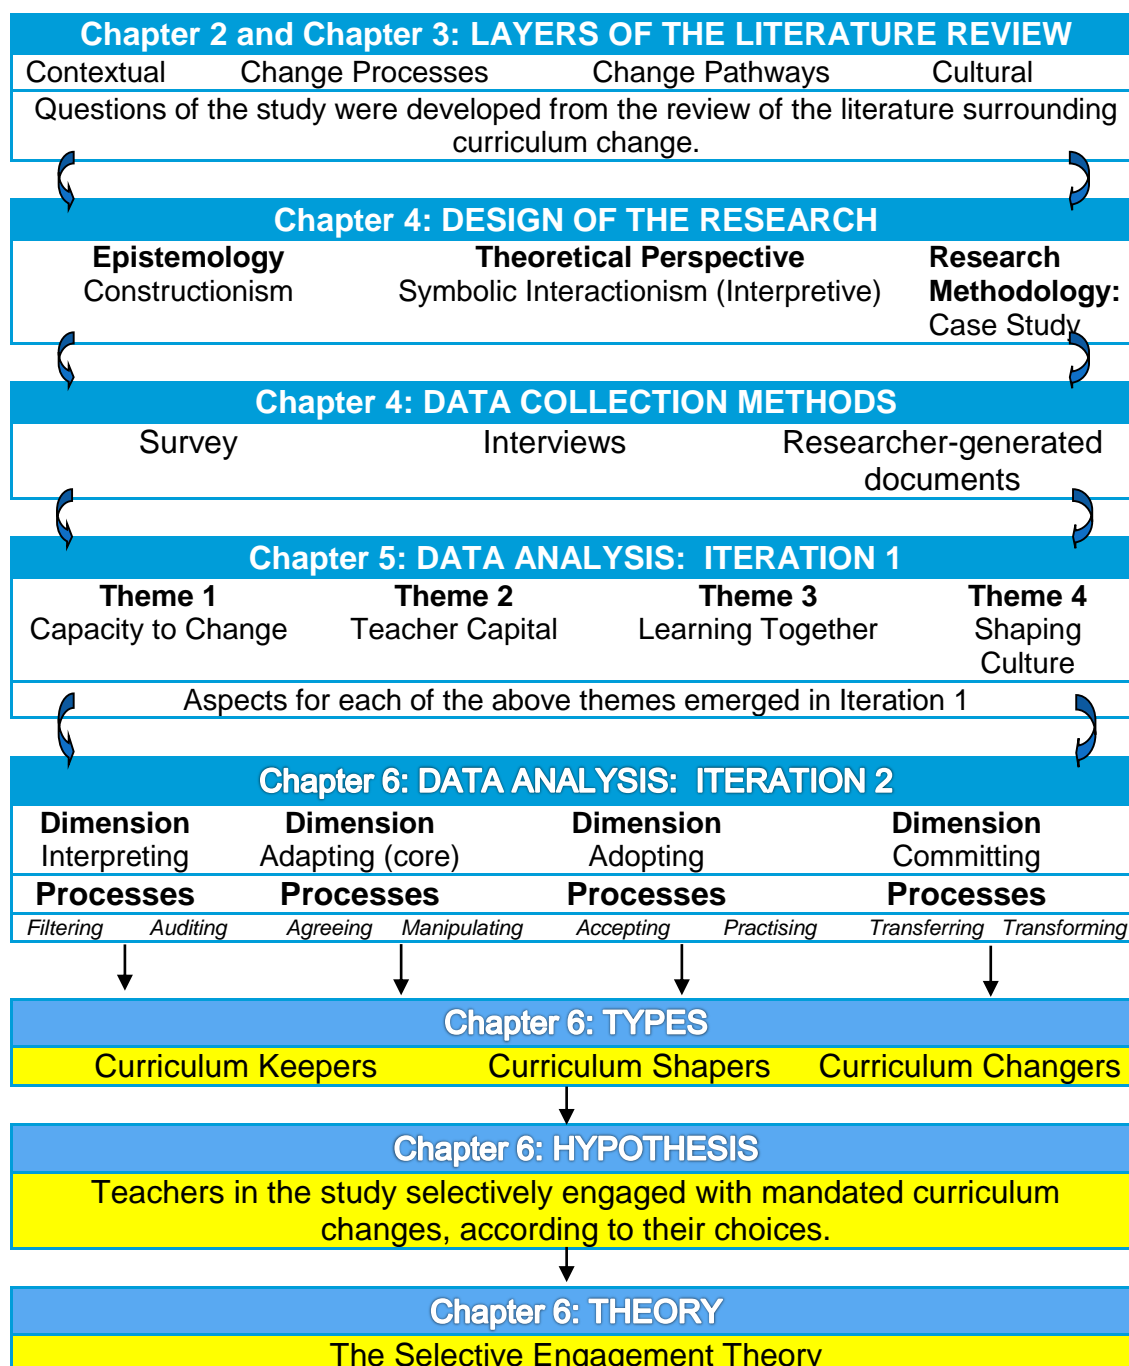 Chapter 2 and Chapter 3: LAYERS OF THE LITERATURE REVIEW
Contextual Change Processes Change Pathways Cultural
Questions of the study were developed from the review of the literature surrounding
curriculum change.
Chapter 4: DESIGN OF THE RESEARCH
Epistemology Theoretical Perspective Research
Constructionism Symbolic Interactionism (Interpretive) Methodology:
Case Study
Chapter 4: DATA COLLECTION METHODS
Survey Interviews Researcher-generated
documents
Chapter 5: DATA ANALYSIS: ITERATION 1
Theme 1 Theme 2 Theme 3 Theme 4
Capacity to Change Teacher Capital Learning Together Shaping
Culture
Aspects for each of the above themes emerged in Iteration 1
Chapter 6: DATA ANALYSIS: ITERATION 2
Dimension Dimension Dimension Dimension
Interpreting Adapting (core) Adopting Committing
Processes Processes Processes Processes
Filtering Auditing Agreeing Manipulating Accepting Practising Transferring Transforming
Chapter 6: TYPES
Curriculum Keepers Curriculum Shapers Curriculum Changers
Chapter 6: HYPOTHESIS
Teachers in the study selectively engaged with mandated curriculum
changes, according to their choices.
Chapter 6: THEORY
The Selective Engagement Theory